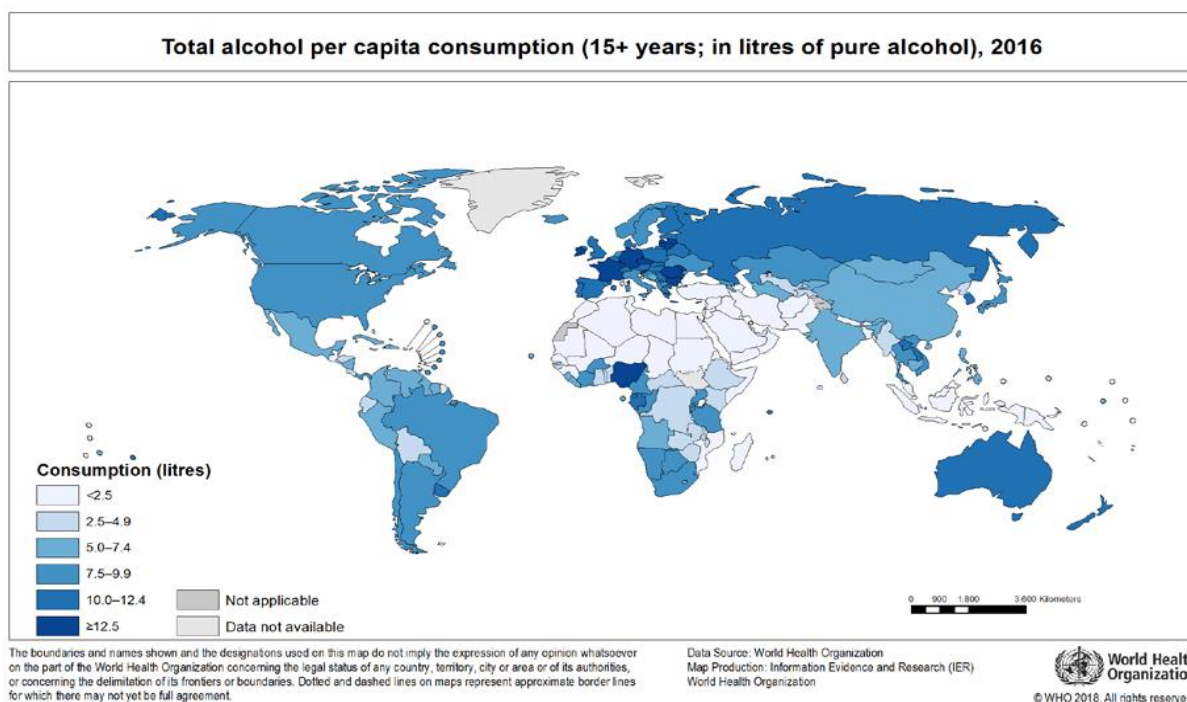 Total alcohol per capita consumption (15+ years; in litres of pure alcohol), 2016
Consumption (litres)
<2.5
2.5–4.9
5.0–7.4
7.5–9.9
10.0–12.4
≥12.5
Not applicable
Data not available
0 900 1.800 3.600 Kilometers
The boundaries and names shown and the designations used on this map do not imply the expression of any opinion whatsoever
on the part of the World Health Organization concerning the legal status of any country, territory, city or area or of its authorities,
or concerning the delimitation of its frontiers or boundaries. Dotted and dashed lines on maps represent approximate border lines
for which there may not yet be full agreement.
Data Source: World Health Organization
Map Production: Information Evidence and Research (IER)
World Health Organization
World Healt
Organizatio
© WHO 2018. All rights reserve